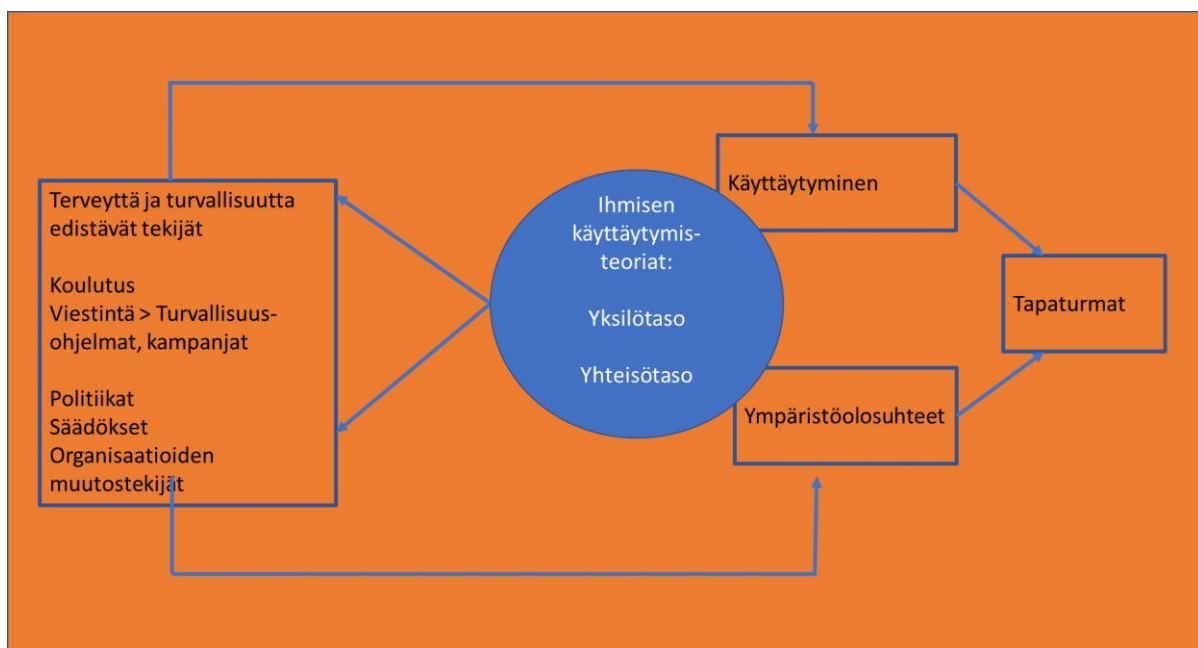 Terveyttä ja turvallisuutta
edistävät tekijät
Koulutus
Viestintä > Turvallisuus-
ohjelmat, kampanjat
Politiikat
Säädökset
Organisaatioiden
muutostekijät
Ihmisen
käyttäytymis-
teoriat:
Yksilötaso
Yhteisötaso
Käyttäytyminen
Ympäristöolosuhteet
Tapaturmat